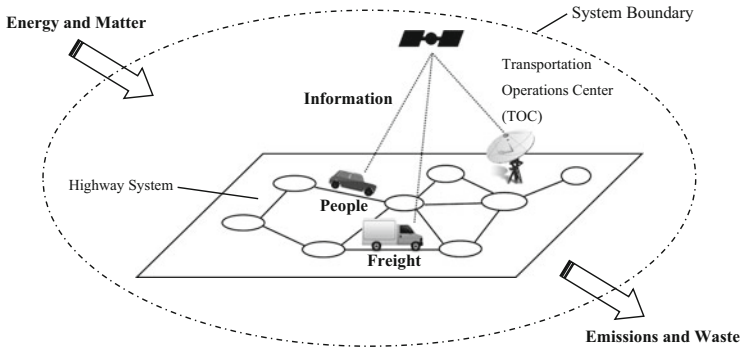 Energy and Matter
System Boundary
Transportation
Operations Center
(TOC)
Information
Highway System
People
Freight
Emissions and Waste